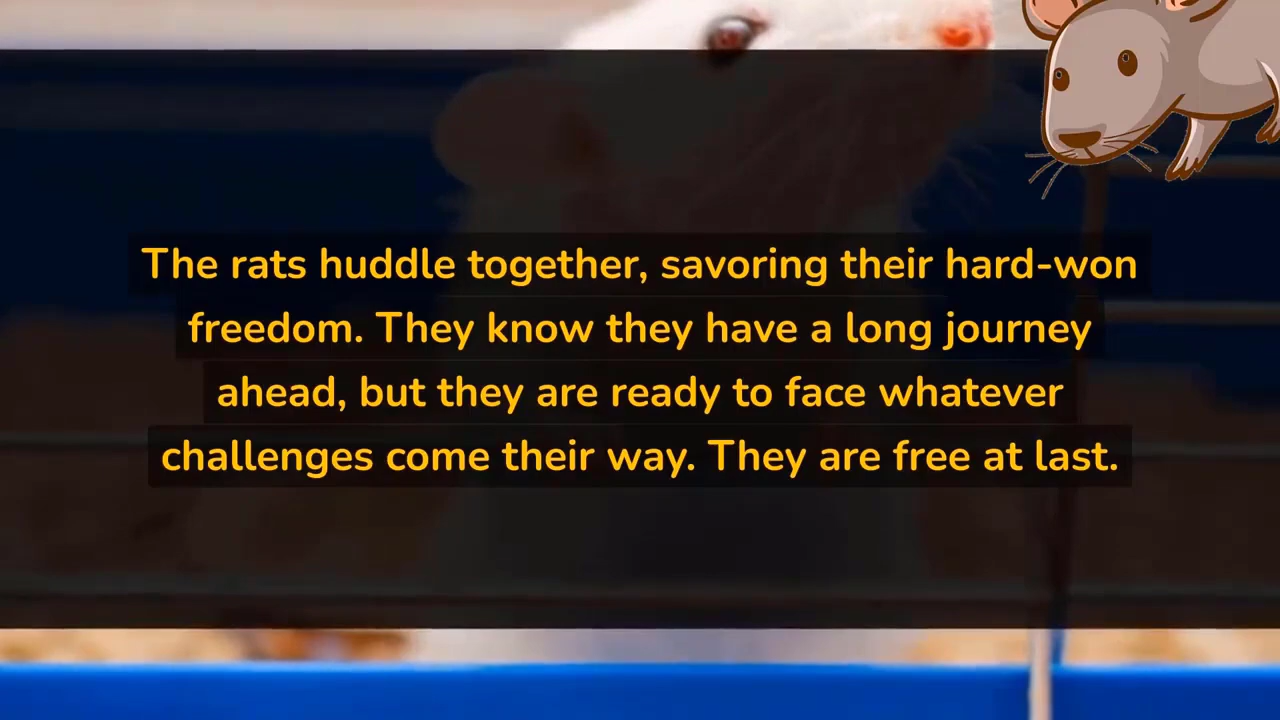 The rats huddle together, savoring their hard-won
freedom. They know they have a long journey
ahead, but they are ready to face whatever
challenges come their way. They are free at last.